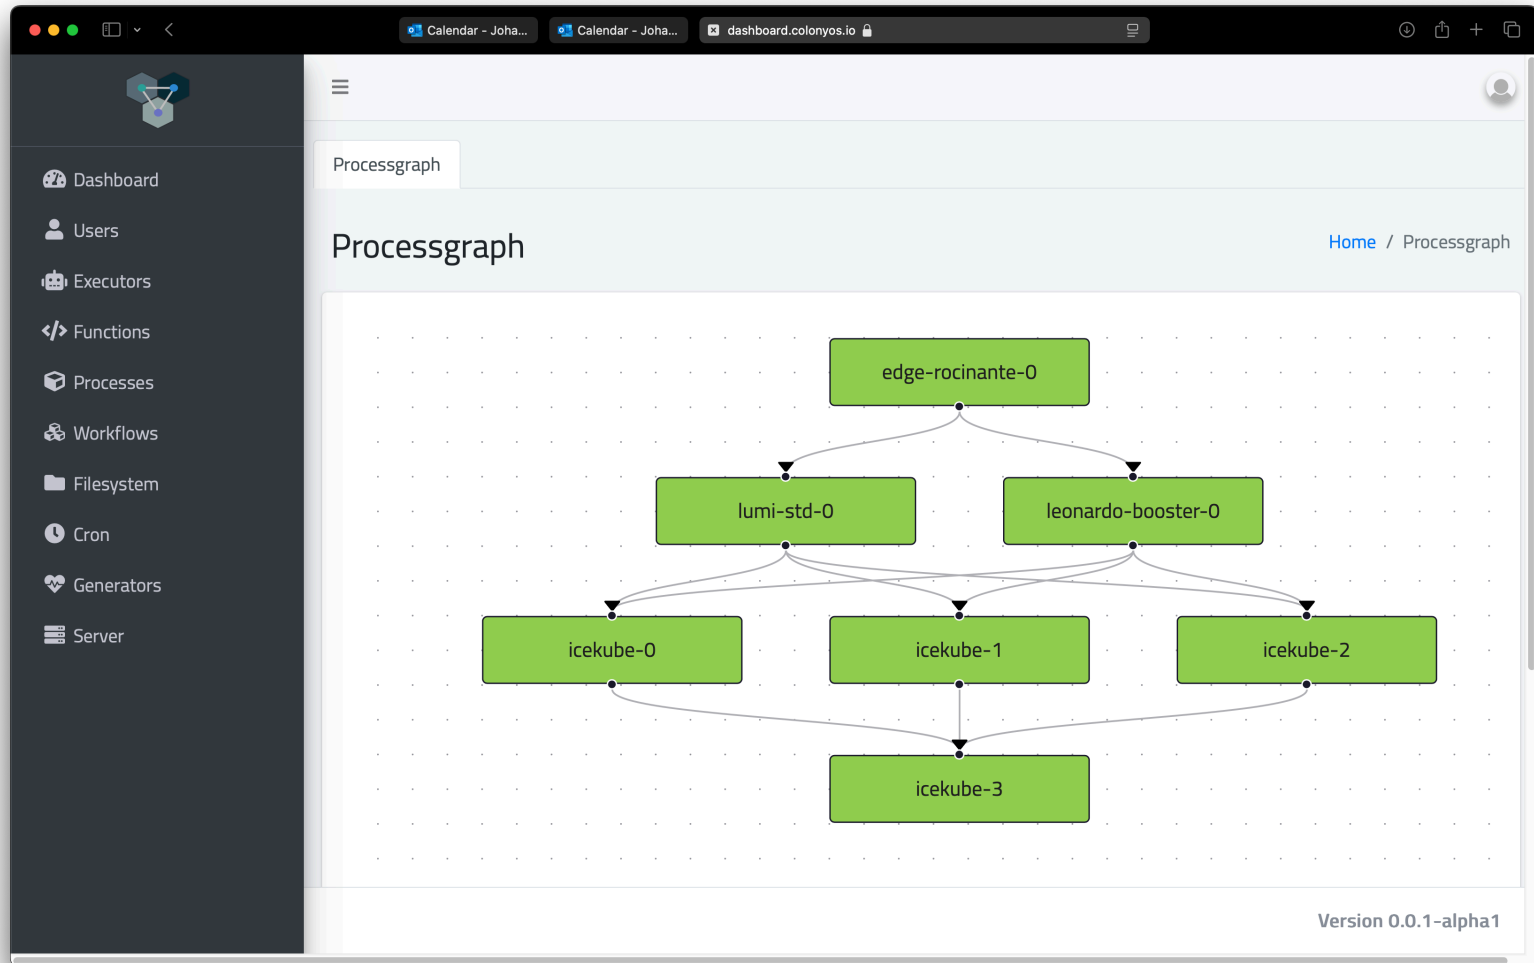 Calendar - Joha...
Calendar - Joha...
dashboard.colonyos.io
Dashboard
Users
Executors
Functions
Processes
Workflows
Filesystem
Cron
Generators
Server
Processgraph
Processgraph
Home / Processgraph
edge-rocinante-0
lumi-std-0
leonardo-booster-0
icekube-0
icekube-1
icekube-2
icekube-3
Version 0.0.1-alpha1